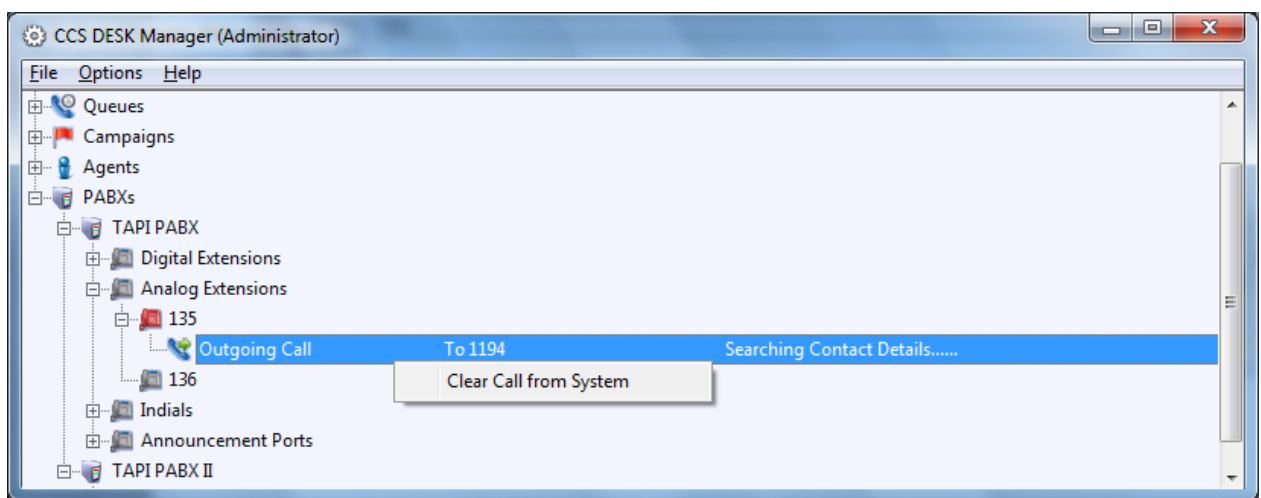 CCS DESK Manager (Administrator)
File Options Help
Queues
Campaigns
Agents
PABXs
TAPI PABX
Digital Extensions
Analog Extensions
135
Outgoing Call To 1194 Searching Contact Details......
136
Clear Call from System
Indials
Announcement Ports
TAPI PABX II